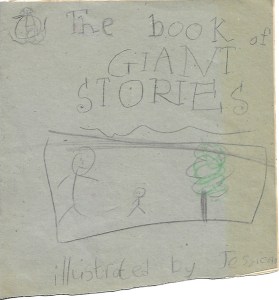 The book of
GIANT
STORIES
illustrated by